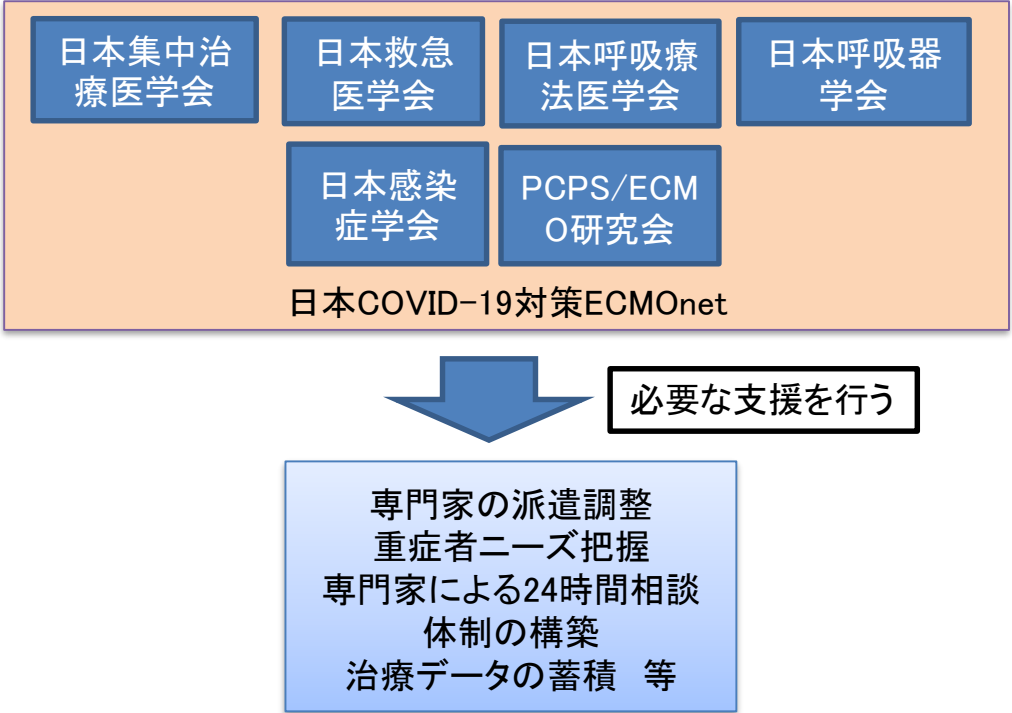 日本集中治
療医学会
日本救急
医学会
日本呼吸療
法医学会
日本呼吸器
学会
日本感染
症学会
PCPS/ECM
O研究会
日本COVID-19対策ECMOnet
必要な支援を行う
専門家の派遣調整
重症者ニーズ把握
専門家による24時間相談
体制の構築
治療データの蓄積　等